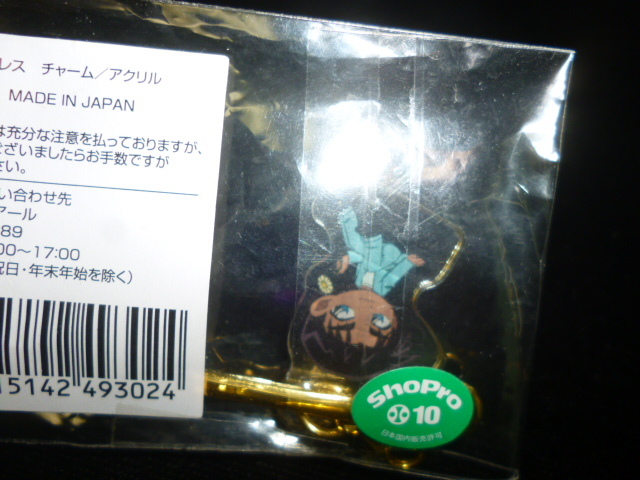 レス チャーム／アクリル
MADE IN JAPAN
は充分な注意を払っておりますが、
ございましたらお手数ですが
さい。
い合わせ先
アール
89
00～17:00
祝日・年末年始を除く）
15142 493024
ShoPro
10
日本国内販売許可